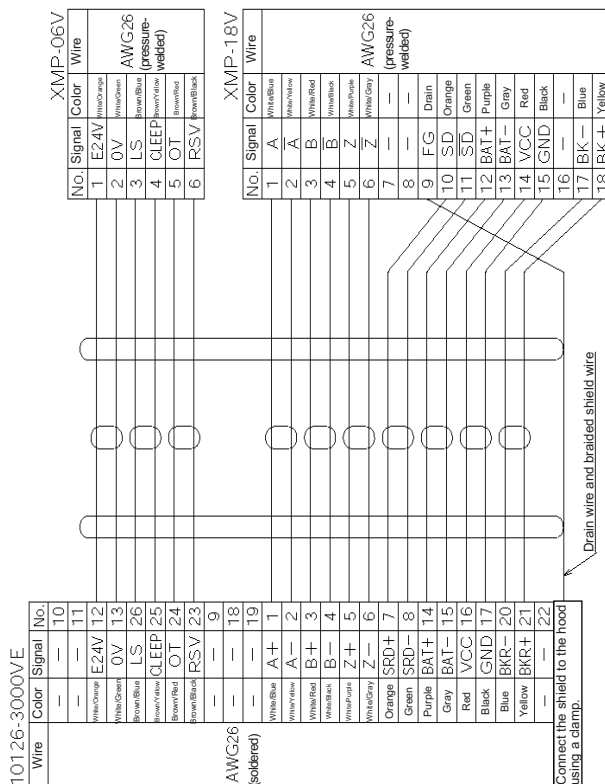 10126-3000VE
Wire Color Signal No.
— — 10
— — 11
White/Orange E24V 12
White/Green 0V 13
Brown/Blue LS 26
Brown/Yellow CLEEP 25
Brown/Red OT 24
Brown/Black RSV 23
— — 9
— — 18
— — 19
White/Blue A+ 1
White/Yellow A− 2
White/Red B+ 3
White/Black B− 4
White/Purple Z+ 5
White/Gray Z− 6
Orange SRD+ 7
Green SRD− 8
Purple BAT+ 14
Gray BAT− 15
Red VCC 16
Black GND 17
Blue BKR− 20
Yellow BKR+ 21
— — 22
AWG26
(soldered)
Connect the shield to the hood
using a clamp.
Drain wire and braided shield wire
XMP-06V
No. Signal Color Wire
1 E24V White/Orange
2 0V White/Green
3 LS Brown/Blue
4 CLEEP Brown/Yellow
5 OT Brown/Red
6 RSV Brown/Black
AWG26
(pressure-
welded)
XMP-18V
No. Signal Color Wire
1 A White/Blue
2 A̅ White/Yellow
3 B White/Red
4 B̅ White/Black
5 Z White/Purple
6 Z̅ White/Gray
7 — —
8 — —
9 FG Drain
10 SD Orange
11 S̅D̅ Green
12 BAT+ Purple
13 BAT− Gray
14 VCC Red
15 GND Black
16 — —
17 BK− Blue
18 BK+ Yellow
AWG26
(pressure-
welded)